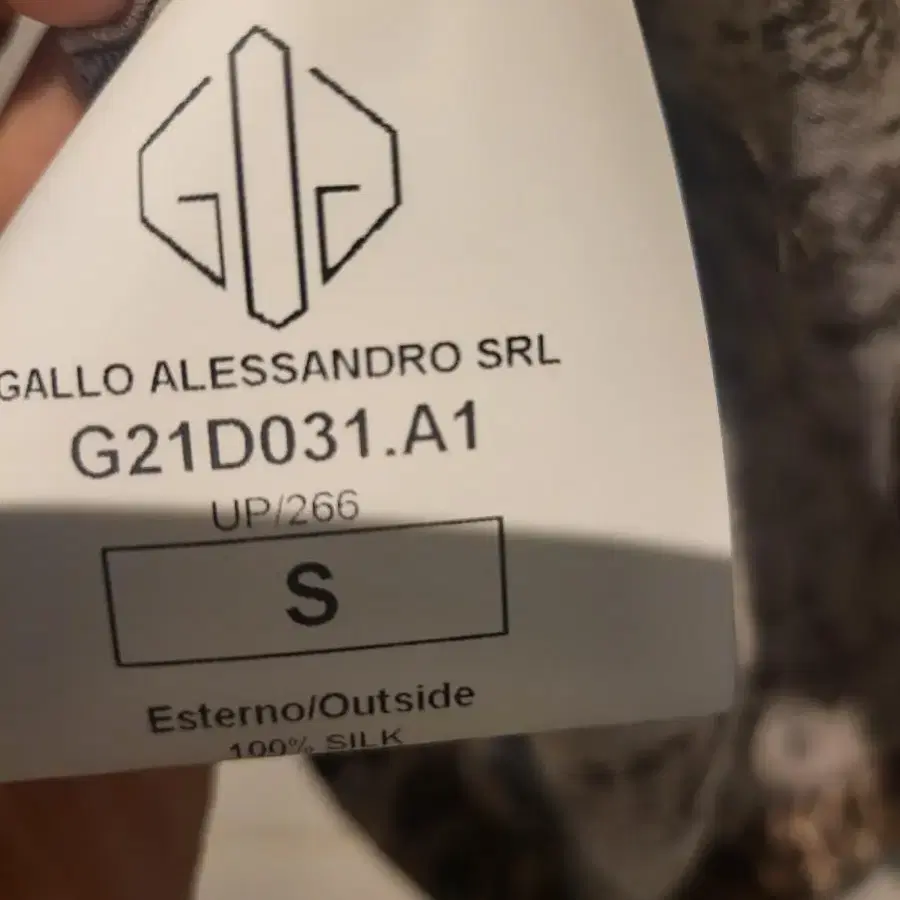 GALLO ALESSANDRO SRL
G21D031.A1
UP/266
S
Esterno/Outside
100% SILK